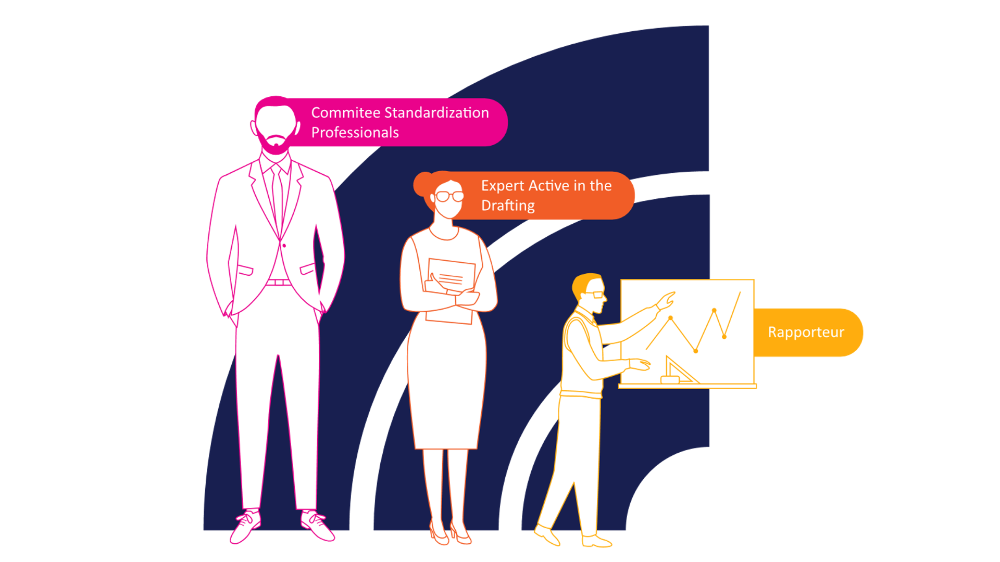 Commitee Standardization
Professionals
Expert Active in the
Drafting
Rapporteur